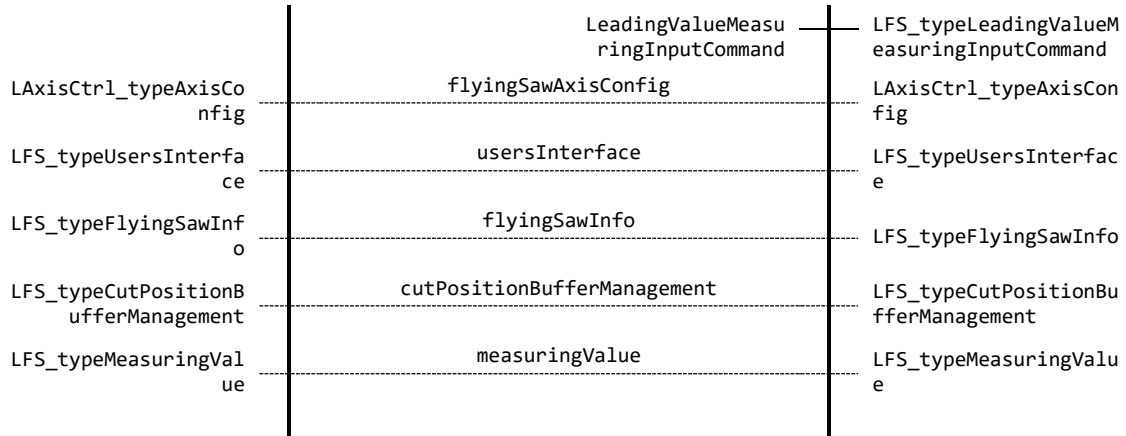 LeadingValueMeasu
ringInputCommand
LFS_typeLeadingValueM
easuringInputCommand
LAxisCtrl_typeAxisCo
nfig
flyingSawAxisConfig
LAxisCtrl_typeAxisCon
fig
LFS_typeUsersInterfa
ce
usersInterface
LFS_typeUsersInterfac
e
LFS_typeFlyingSawInf
o
flyingSawInfo
LFS_typeFlyingSawInfo
LFS_typeCutPositionB
ufferManagement
cutPositionBufferManagement
LFS_typeCutPositionBu
fferManagement
LFS_typeMeasuringVal
ue
measuringValue
LFS_typeMeasuringValu
e